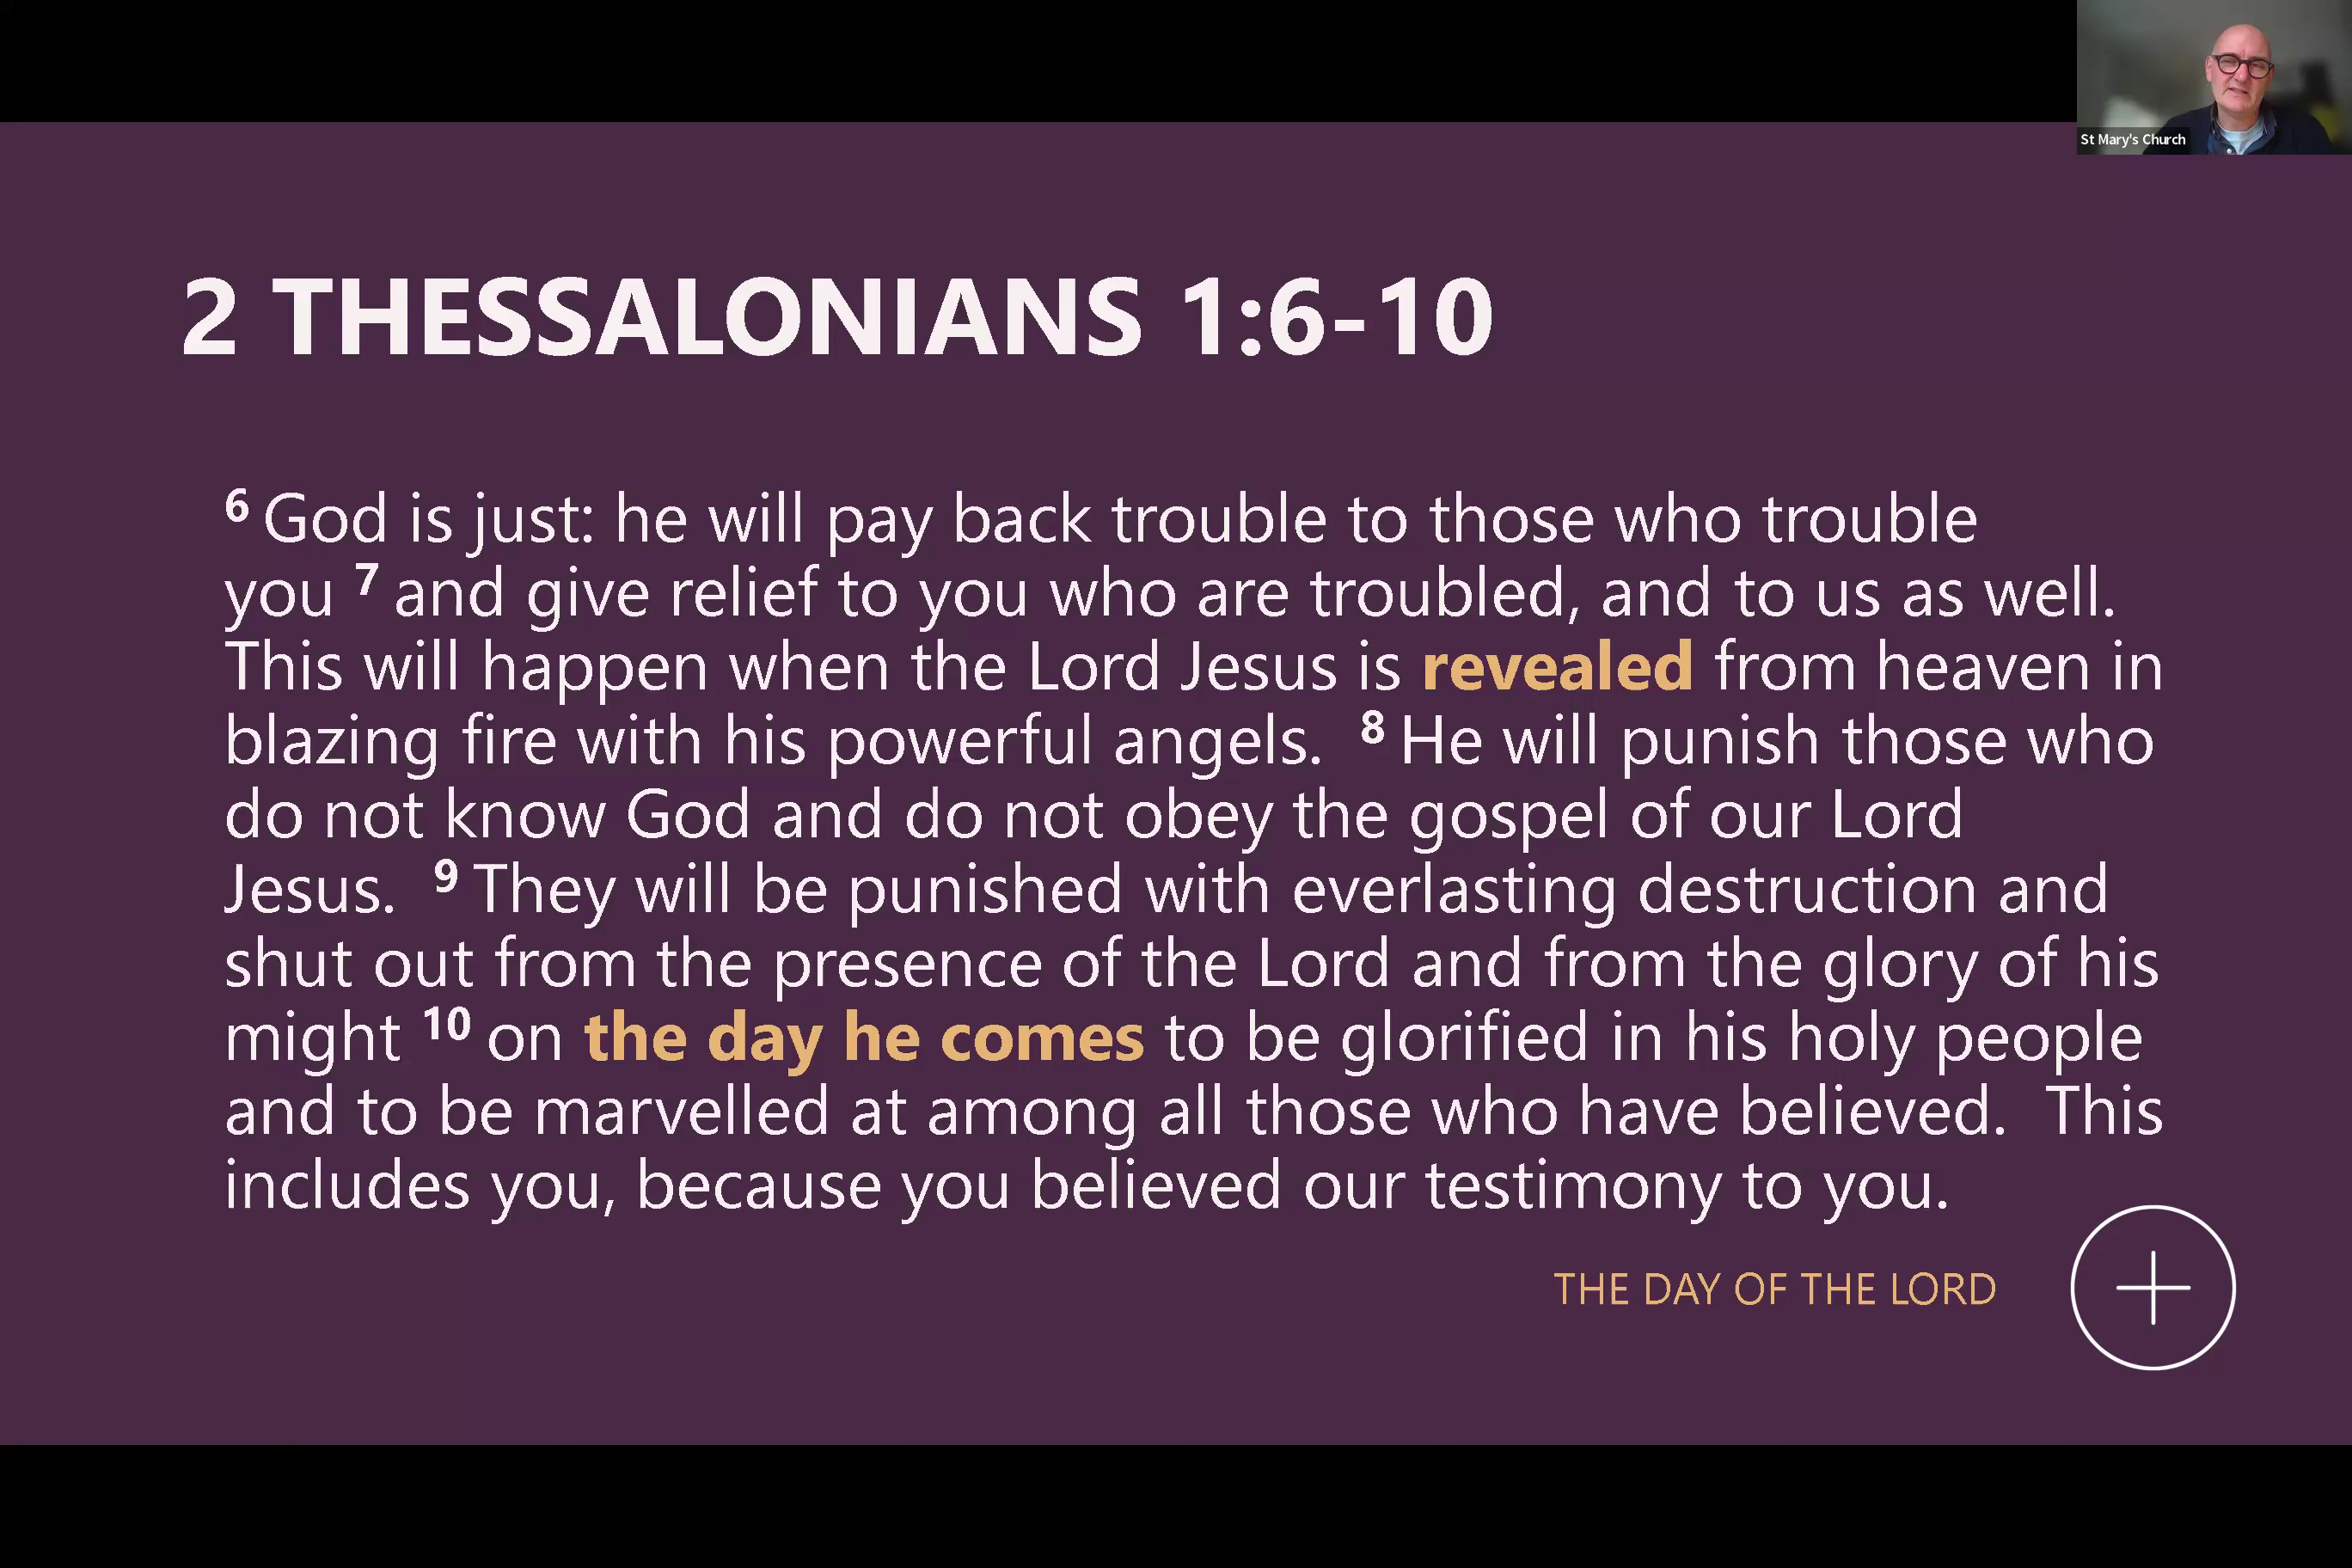 St Mary's Church
2 THESSALONIANS 1:6-10
6 God is just: he will pay back trouble to those who trouble
you 7 and give relief to you who are troubled, and to us as well.
This will happen when the Lord Jesus is revealed from heaven in
blazing fire with his powerful angels.  8 He will punish those who
do not know God and do not obey the gospel of our Lord
Jesus.  9 They will be punished with everlasting destruction and
shut out from the presence of the Lord and from the glory of his
might 10 on the day he comes to be glorified in his holy people
and to be marvelled at among all those who have believed.  This
includes you, because you believed our testimony to you.
THE DAY OF THE LORD